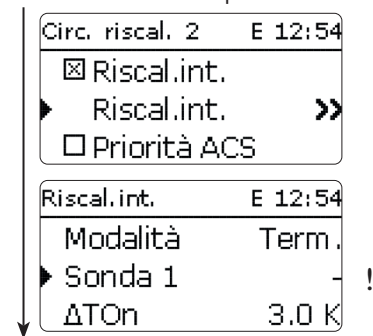 Circ. riscal. 2 E 12:54
☒ Riscal.int.
Riscal.int. »
☐ Priorità ACS
Riscal.int. E 12:54
Modalità Term.
Sonda 1 - !
ΔTOn 3.0 K